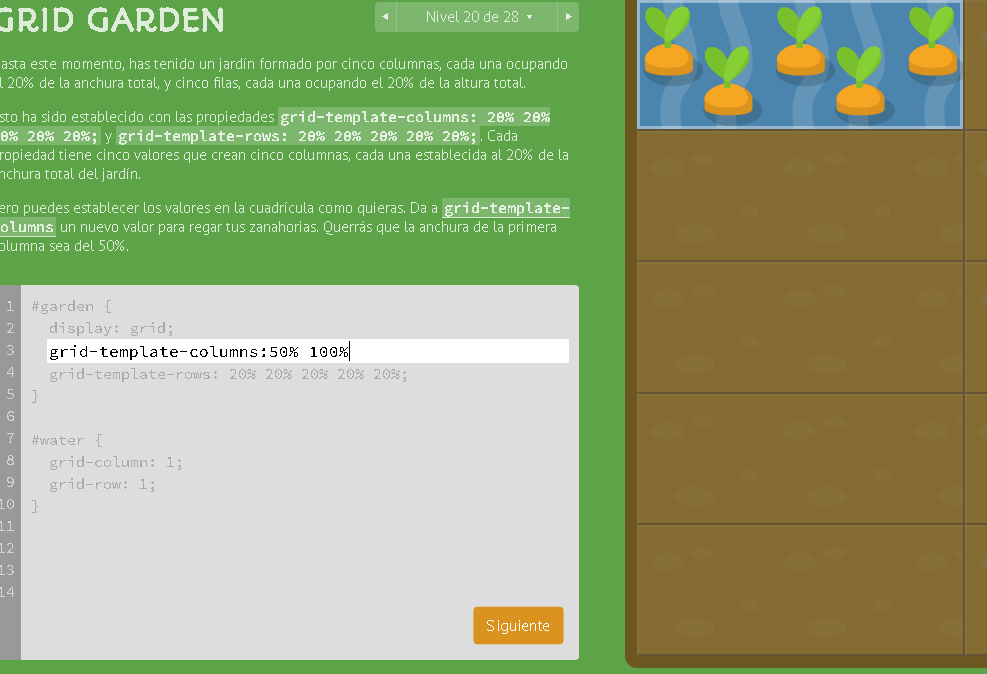 GRID GARDEN
Nivel 20 de 28
asta este momento, has tenido un jardín formado por cinco columnas, cada una ocupando
l 20% de la anchura total, y cinco filas, cada una ocupando el 20% de la altura total.
sto ha sido establecido con las propiedades grid-template-columns: 20% 20%
0% 20% 20%; y grid-template-rows: 20% 20% 20% 20% 20%;. Cada
ropiedad tiene cinco valores que crean cinco columnas, cada una establecida al 20% de la
nchura total del jardín.
ero puedes establecer los valores en la cuadrícula como quieras. Da a grid-template-
olumns un nuevo valor para regar tus zanahorias. Querrás que la anchura de la primera
olumna sea del 50%.
1 #garden {
2 display: grid;
3 grid-template-columns:50% 100%
4 grid-template-rows: 20% 20% 20% 20% 20%;
5 }
6
7 #water {
8 grid-column: 1;
9 grid-row: 1;
10 }
11
12
13
14
Siguiente